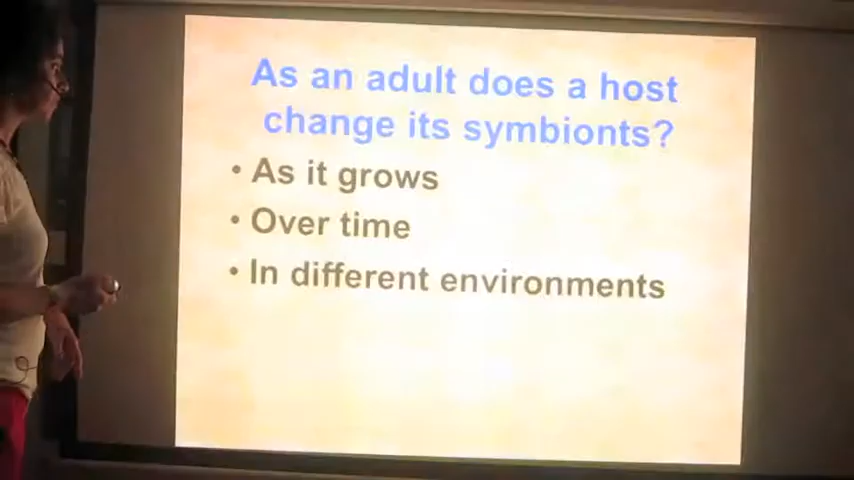 As an adult does a host
change its symbionts?
• As it grows
• Over time
• In different environments